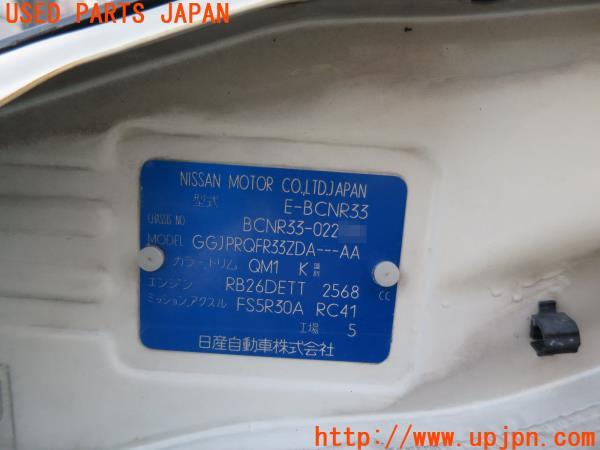 USED PARTS JAPAN
NISSAN MOTOR CO.,LTD.JAPAN
型式 E-BCNR33
CHASSIS NO BCNR33-022
MODEL GGJPRQFR33ZDA---AA
カラー,トリム QM1 K
エンジン RB26DETT 2568 CC
ミッション,アクスル FS5R30A RC41
工場 5
日産自動車株式会社
http://www.upjpn.com/